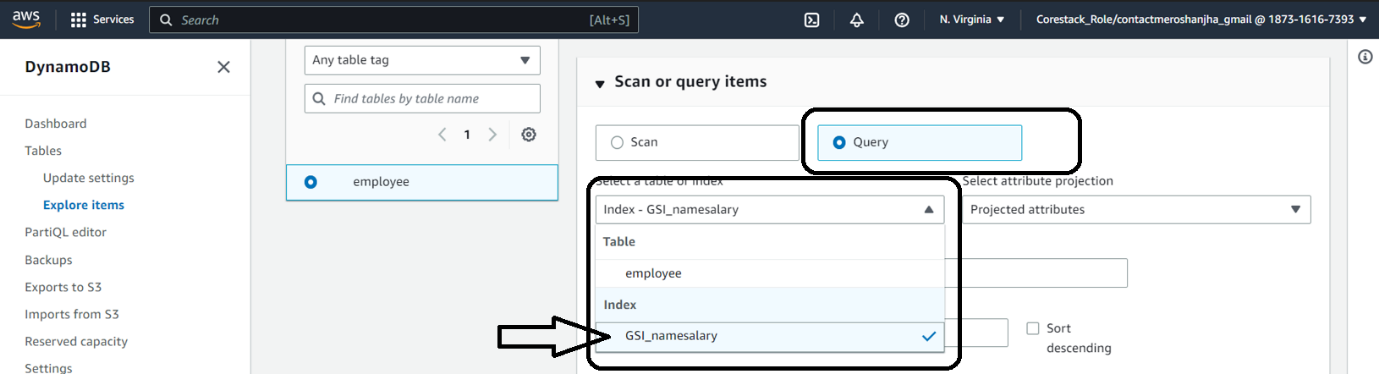 aws
Services
Search
[Alt+S]
N. Virginia
Corestack_Role/contactmeroshanjha_gmail @ 1873-1616-7393
DynamoDB
Dashboard
Tables
Update settings
Explore items
PartiQL editor
Backups
Exports to S3
Imports from S3
Reserved capacity
Settings
Any table tag
Find tables by table name
1
employee
Scan or query items
Scan
Query
Select a table or index
Select attribute projection
Index - GSI_namesalary
Projected attributes
Table
employee
Index
GSI_namesalary
Sort
descending